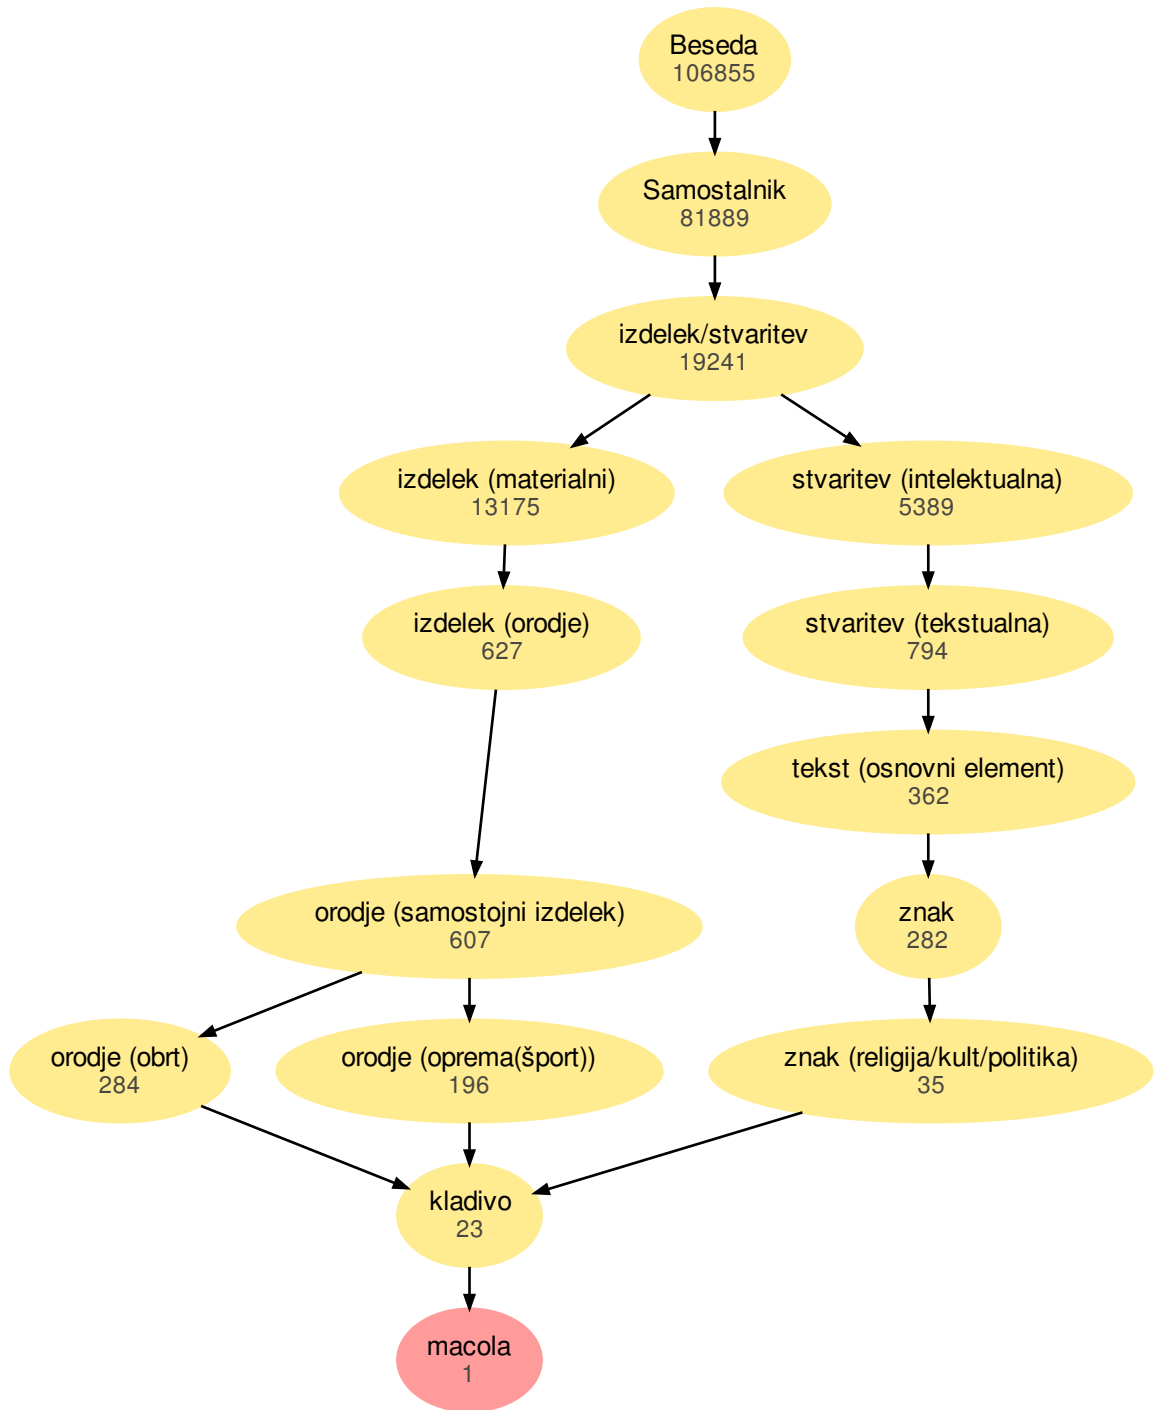 Beseda
106855
Samostalnik
81889
izdelek/stvaritev
19241
izdelek (materialni)
13175
stvaritev (intelektualna)
5389
izdelek (orodje)
627
stvaritev (tekstualna)
794
tekst (osnovni element)
362
orodje (samostojni izdelek)
607
znak
282
orodje (obrt)
284
orodje (oprema(šport))
196
znak (religija/kult/politika)
35
kladivo
23
macola
1